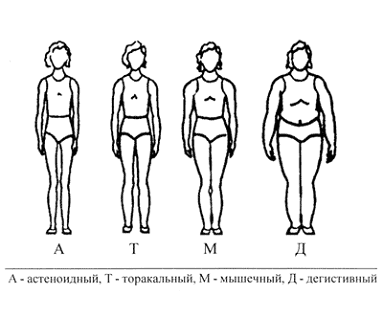 А Т М Д
А - астеноидный, Т - торакальный, М - мышечный, Д - дегистивный